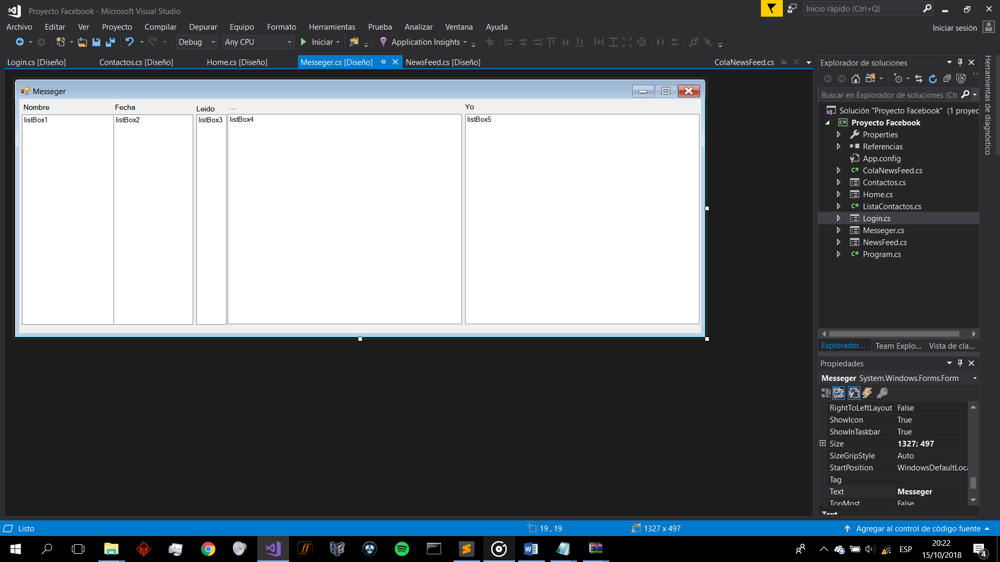 Proyecto Facebook - Microsoft Visual Studio
Inicio rápido (Ctrl+Q)
Archivo Editar Ver Proyecto Compilar Depurar Equipo Formato Herramientas Prueba Analizar Ventana Ayuda
Iniciar sesión
Debug Any CPU Iniciar Application Insights
Login.cs [Diseño] Contactos.cs [Diseño] Home.cs [Diseño] Messeger.cs [Diseño] NewsFeed.cs [Diseño] ColaNewsFeed.cs
Messeger
Nombre Fecha Leido ... Yo
listBox1 listBox2 listBox3 listBox4 listBox5
Explorador de soluciones
Buscar en Explorador de soluciones (Ctr
Solución "Proyecto Facebook" (1 proyec
Proyecto Facebook
Properties
Referencias
App.config
C# ColaNewsFeed.cs
Contactos.cs
Home.cs
C# ListaContactos.cs
Login.cs
Messeger.cs
NewsFeed.cs
C# Program.cs
Explorador... Team Explo... Vista de cla...
Herramientas de diagnóstico
Propiedades
Messeger System.Windows.Forms.Form
RightToLeftLayout False
ShowIcon True
ShowInTaskbar True
Size 1327; 497
SizeGripStyle Auto
StartPosition WindowsDefaultLoca
Tag
Text Messeger
TopMost False
Text
Listo
19 , 19
1327 x 497
Agregar al control de código fuente
ESP
20:22
15/10/2018
4